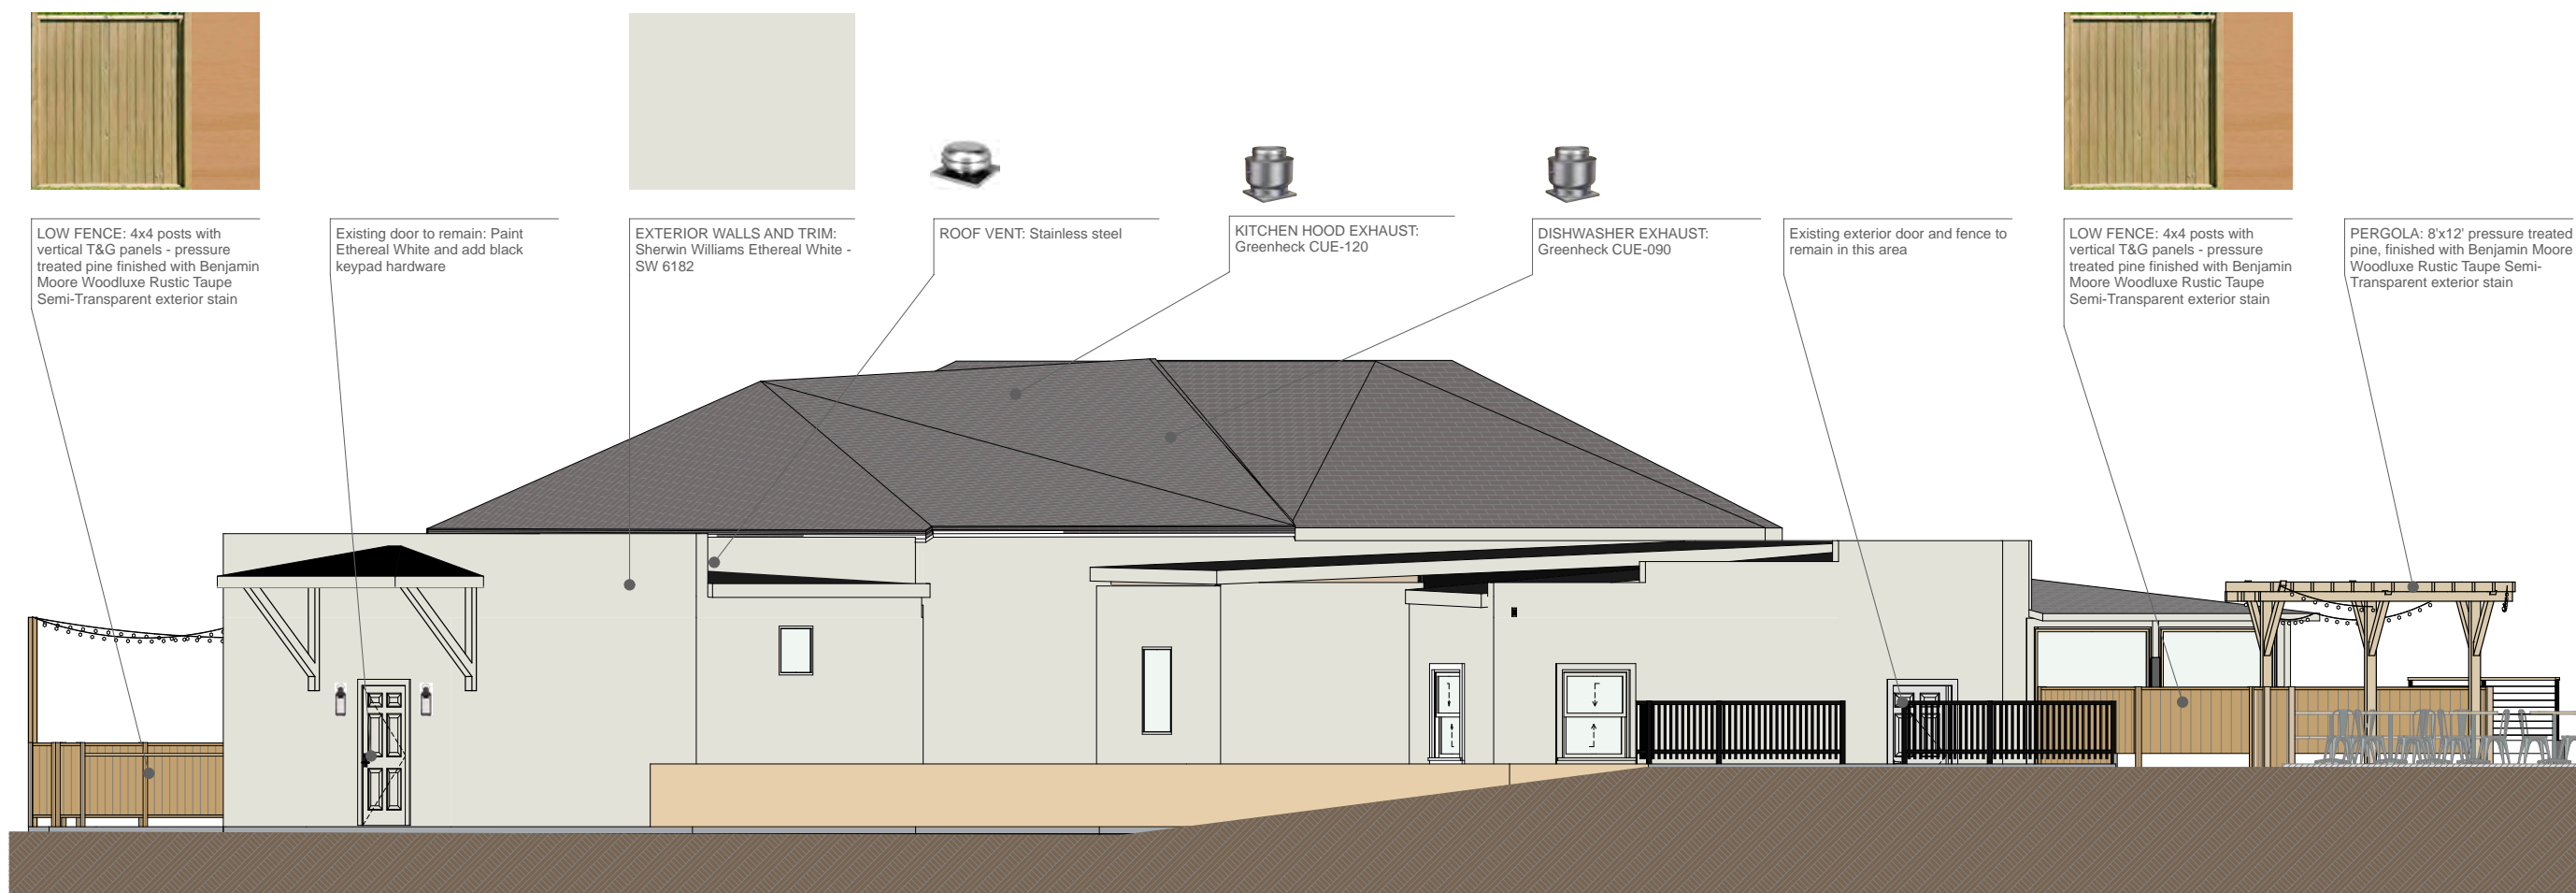 LOW FENCE: 4x4 posts with
vertical T&G panels - pressure
treated pine finished with Benjamin
Moore Woodluxe Rustic Taupe
Semi-Transparent exterior stain
Existing door to remain: Paint
Ethereal White and add black
keypad hardware
EXTERIOR WALLS AND TRIM:
Sherwin Williams Ethereal White -
SW 6182
ROOF VENT: Stainless steel
KITCHEN HOOD EXHAUST:
Greenheck CUE-120
DISHWASHER EXHAUST:
Greenheck CUE-090
Existing exterior door and fence to
remain in this area
LOW FENCE: 4x4 posts with
vertical T&G panels - pressure
treated pine finished with Benjamin
Moore Woodluxe Rustic Taupe
Semi-Transparent exterior stain
PERGOLA: 8'x12' pressure treated
pine, finished with Benjamin Moore
Woodluxe Rustic Taupe Semi-
Transparent exterior stain